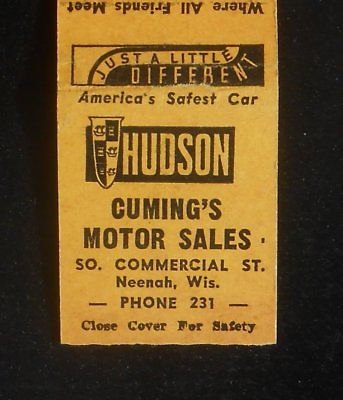 Where All Friends Meet
JUST A LITTLE
DIFFERENT
America's Safest Car
HUDSON
CUMING'S
MOTOR SALES
SO. COMMERCIAL ST.
Neenah, Wis.
— PHONE 231 —
Close Cover For Safety